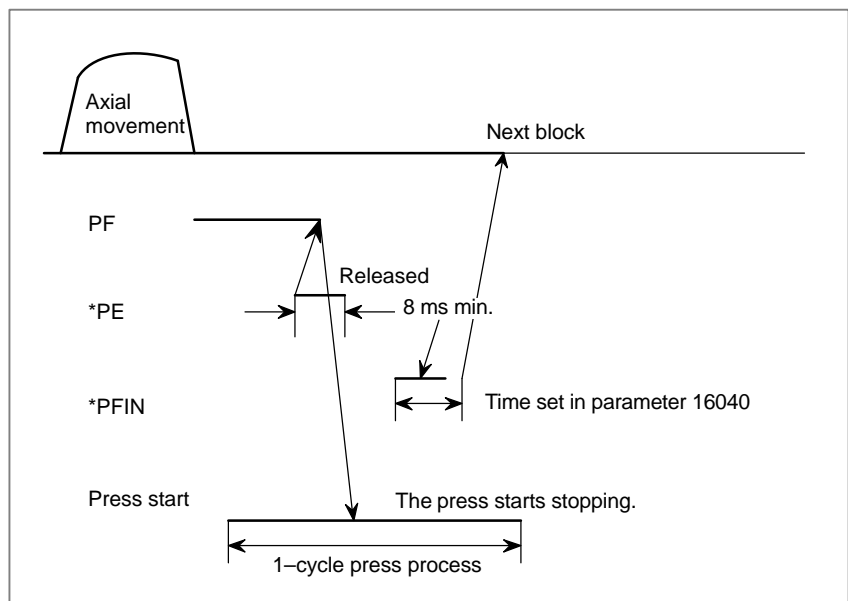 Axial
movement
Next block
PF
Released
*PE
8 ms min.
*PFIN
Time set in parameter 16040
Press start
The press starts stopping.
1–cycle press process